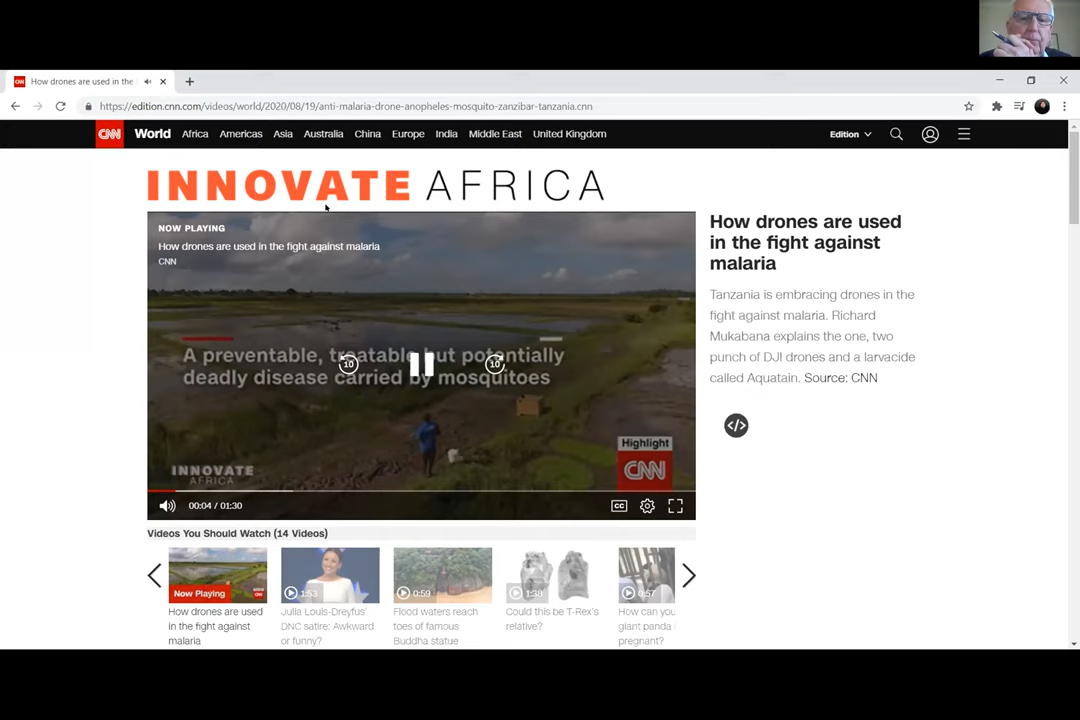 How drones are used in the
https://edition.cnn.com/videos/world/2020/08/19/anti-malaria-drone-anopheles-mosquito-zanzibar-tanzania.cnn
CNN World Africa Americas Asia Australia China Europe India Middle East United Kingdom Edition
INNOVATE AFRICA
NOW PLAYING
How drones are used in the fight against malaria
CNN
A preventable, treatable but potentially
deadly disease carried by mosquitoes
10
10
Highlight
CNN
INNOVATE
AFRICA
00:04 / 01:30
CC
How drones are used
in the fight against
malaria
Tanzania is embracing drones in the
fight against malaria. Richard
Mukabana explains the one, two
punch of DJI drones and a larvacide
called Aquatain. Source: CNN
</>
Videos You Should Watch (14 Videos)
Now Playing
How drones are used
in the fight against
malaria
1:53
Julia Louis-Dreyfus'
DNC satire: Awkward
or funny?
0:59
Flood waters reach
toes of famous
Buddha statue
1:38
Could this be T-Rex's
relative?
0:57
How can you
giant panda i
pregnant?